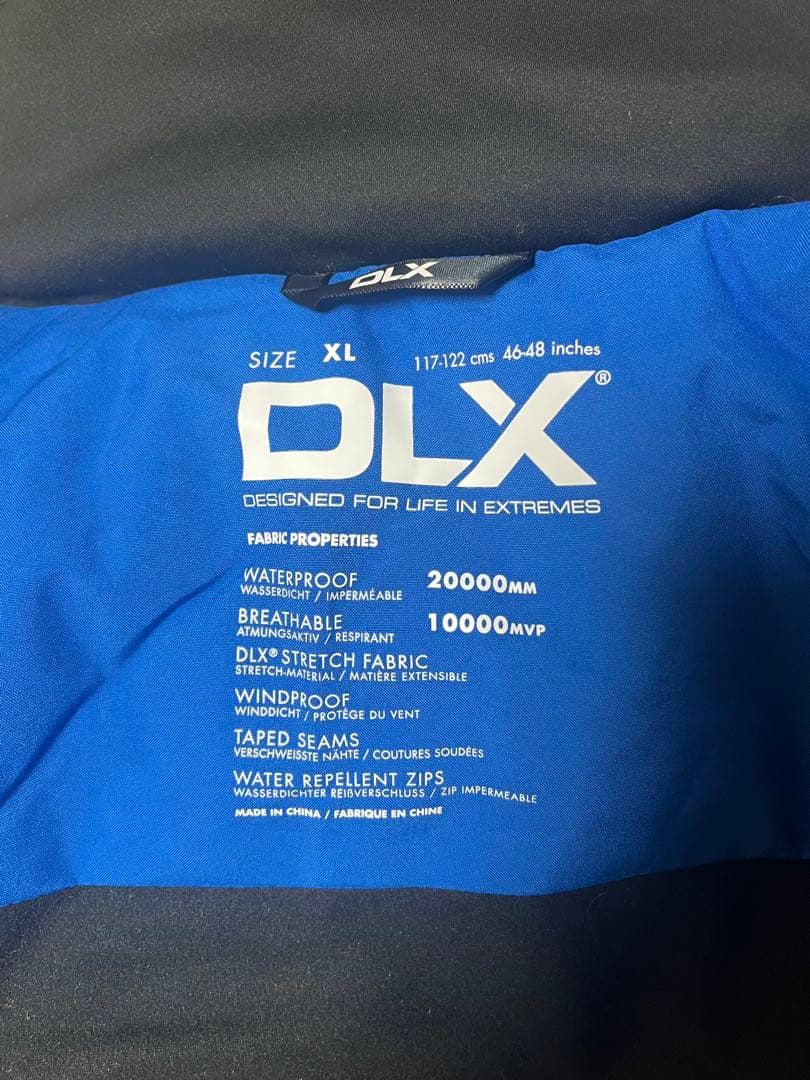 DLX
SIZE XL 117-122 cms 46-48 inches
DLX®
DESIGNED FOR LIFE IN EXTREMES
FABRIC PROPERTIES
WATERPROOF 20000MM
WASSERDICHT / IMPERMÉABLE
BREATHABLE 10000MVP
ATMUNGSAKTIV / RESPIRANT
DLX® STRETCH FABRIC
STRETCH-MATERIAL / MATIÈRE EXTENSIBLE
WINDPROOF
WINDDICHT / PROTÈGE DU VENT
TAPED SEAMS
VERSCHWEISSTE NÄHTE / COUTURES SOUDÉES
WATER REPELLENT ZIPS
WASSERDICHTER REIßVERSCHLUSS / ZIP IMPERMEABLE
MADE IN CHINA / FABRIQUE EN CHINE